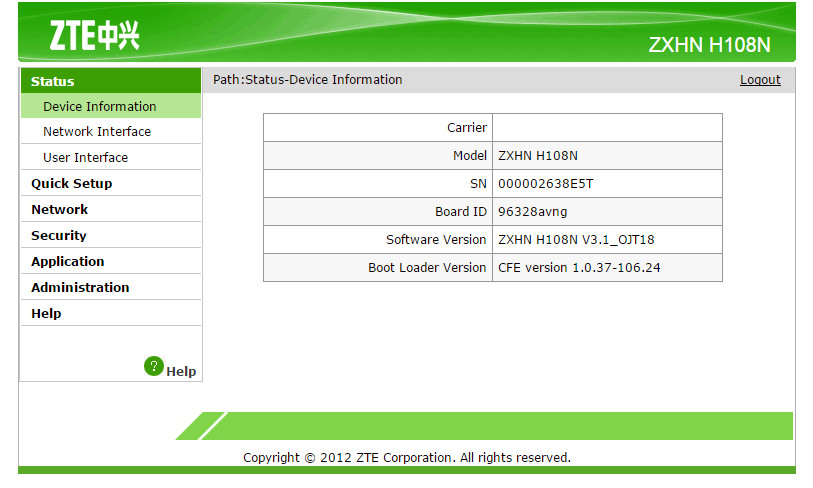 ZTE中兴
ZXHN H108N
Status
Path:Status-Device Information
Logout
Device Information
Network Interface
User Interface
Quick Setup
Network
Security
Application
Administration
Help
? Help
Carrier
Model ZXHN H108N
SN 000002638E5T
Board ID 96328avng
Software Version ZXHN H108N V3.1_OJT18
Boot Loader Version CFE version 1.0.37-106.24
Copyright © 2012 ZTE Corporation. All rights reserved.